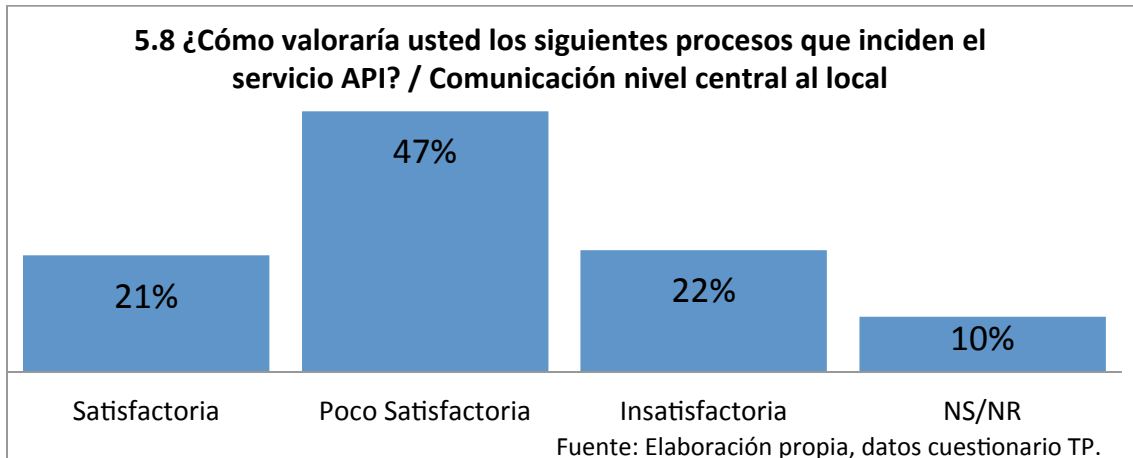 5.8 ¿Cómo valoraría usted los siguientes procesos que inciden el
servicio API? / Comunicación nivel central al local
47%
21%
22%
10%
Satisfactoria
Poco Satisfactoria
Insatisfactoria
NS/NR
Fuente: Elaboración propia, datos cuestionario TP.